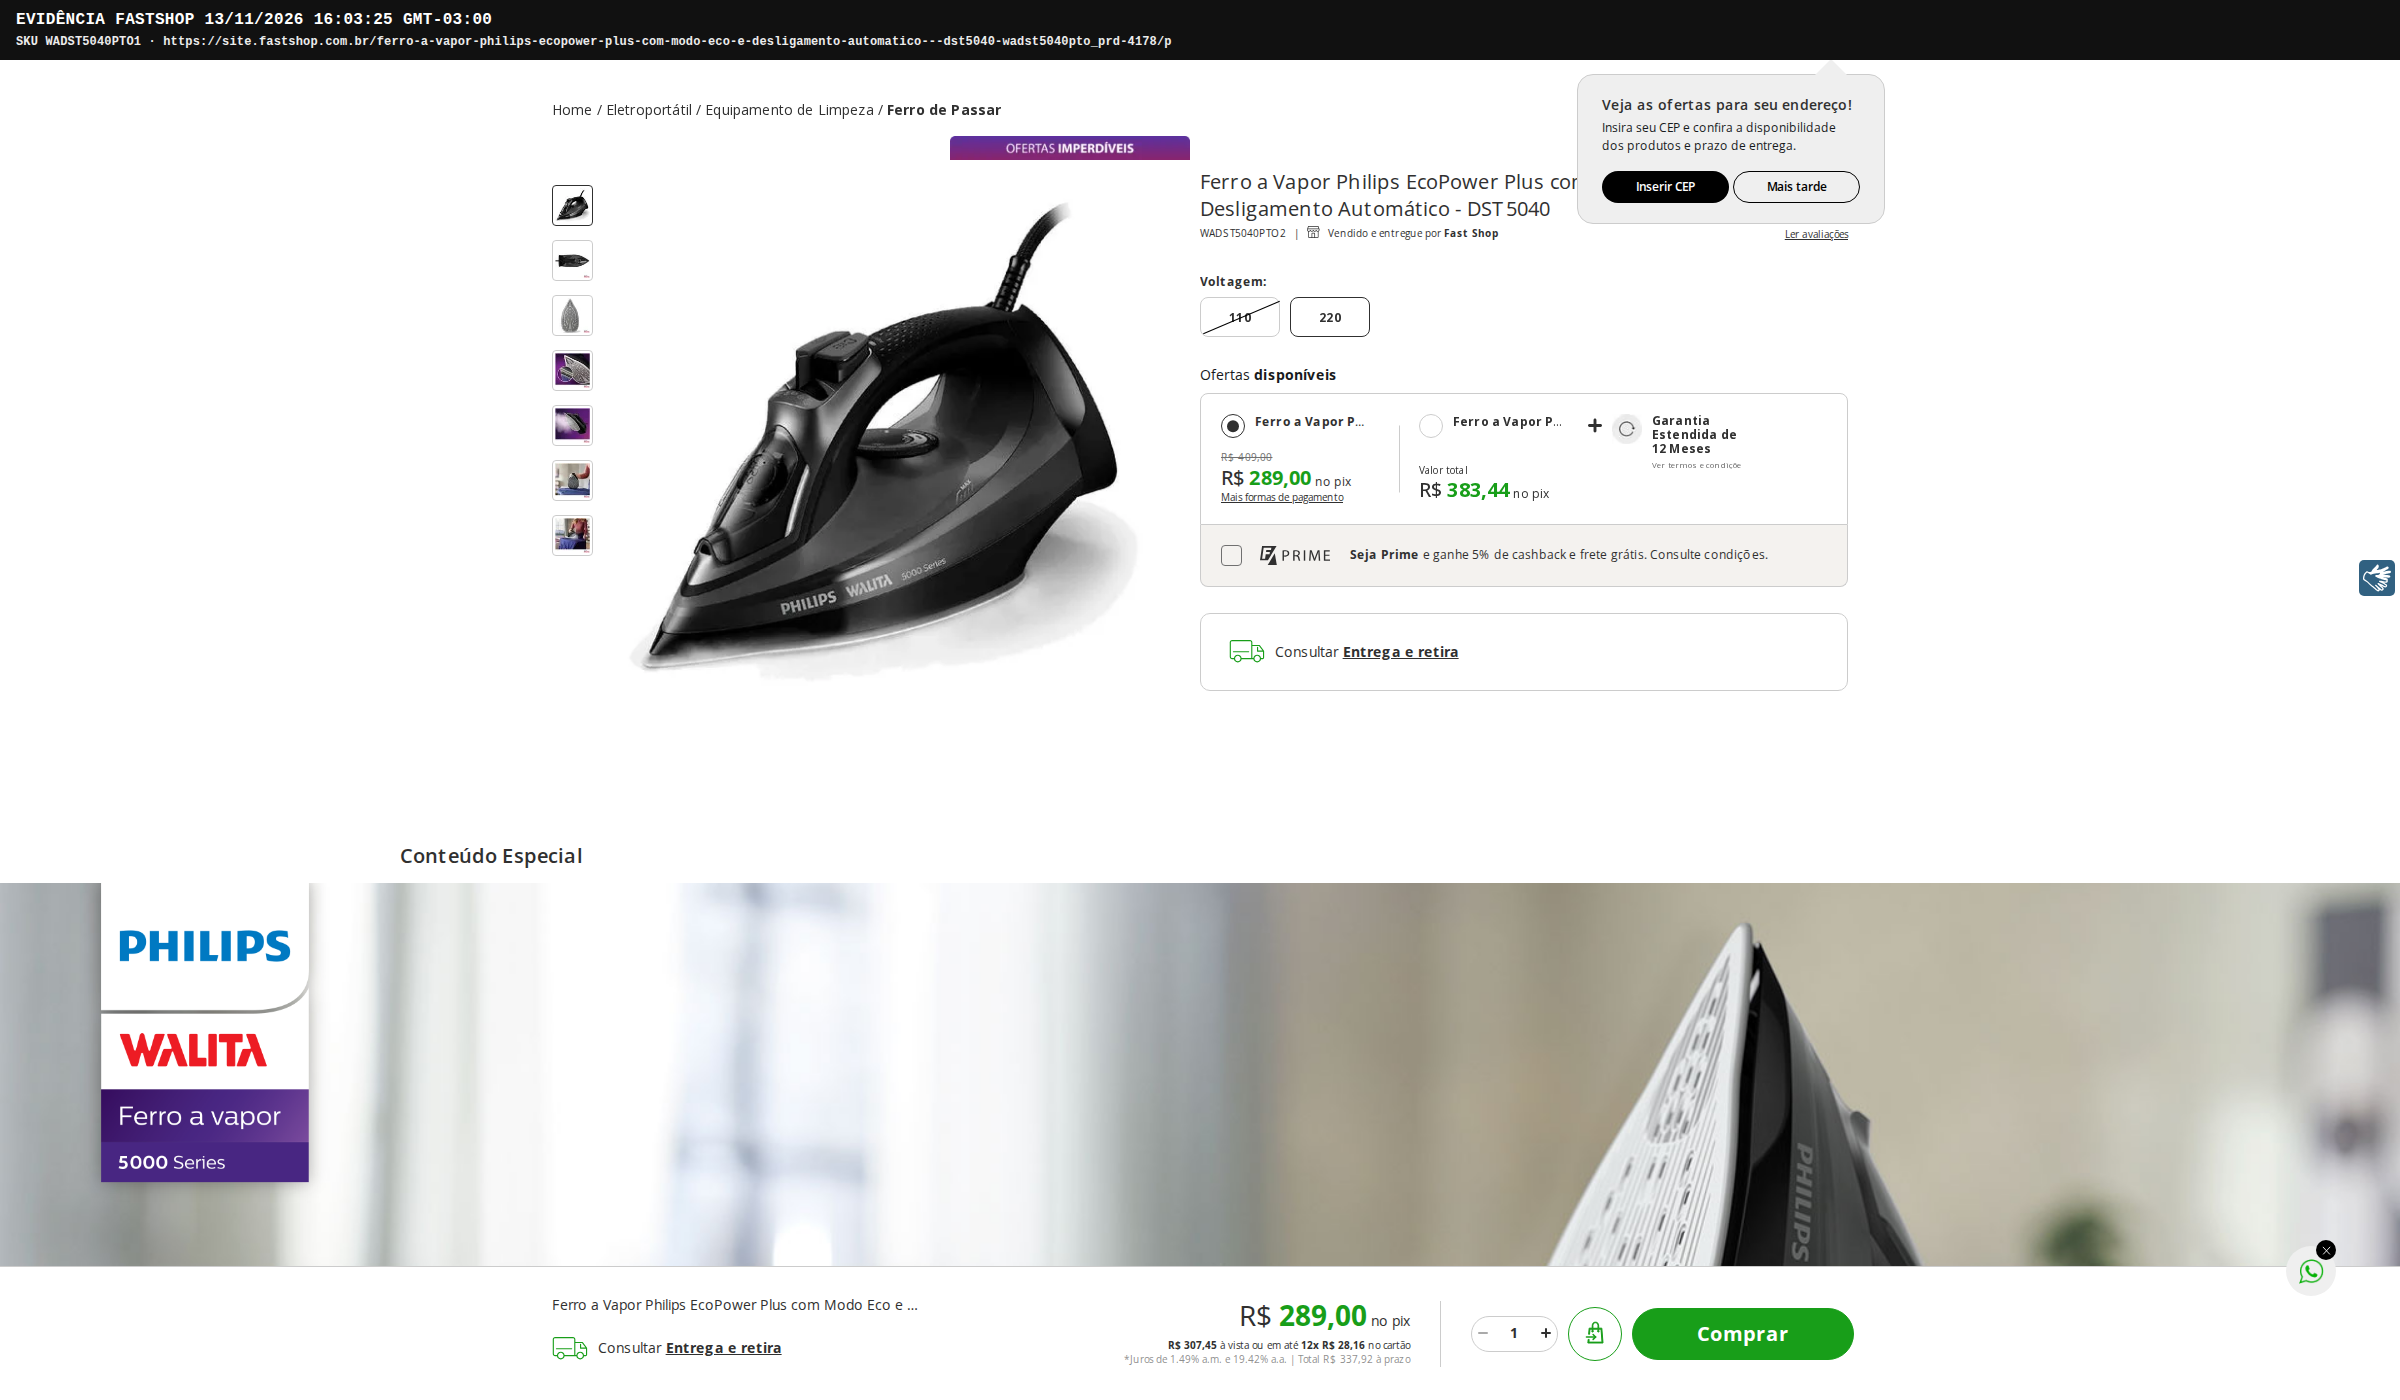 EVIDÊNCIA FASTSHOP 13/11/2026 16:03:25 GMT-03:00
SKU WADST5040PTO1 · https://site.fastshop.com.br/ferro-a-vapor-philips-ecopower-plus-com-modo-eco-e-desligamento-automatico---dst5040-wadst5040pto_prd-4178/p
Home / Eletroportátil / Equipamento de Limpeza / Ferro de Passar
Veja as ofertas para seu endereço!
Insira seu CEP e confira a disponibilidade
dos produtos e prazo de entrega.
Inserir CEP
Mais tarde
OFERTAS IMPERDÍVEIS
Ferro a Vapor Philips EcoPower Plus con
Desligamento Automático - DST5040
WADST5040PTO2 | Vendido e entregue por Fast Shop
Ler avaliações
Voltagem:
110
220
Ofertas disponíveis
Ferro a Vapor P...
R$ 409,00
R$ 289,00 no pix
Mais formas de pagamento
Ferro a Vapor P...
Valor total
R$ 383,44 no pix
+
Garantia
Estendida de
12 Meses
Ver termos e condiçõe
PRIME
Seja Prime e ganhe 5% de cashback e frete grátis. Consulte condições.
Consultar Entrega e retira
MAX
PHILIPS WALITA 5000 Series
Conteúdo Especial
PHILIPS
WALITA
Ferro a vapor
5000 Series
PHILIPS
Ferro a Vapor Philips EcoPower Plus com Modo Eco e ...
Consultar Entrega e retira
R$ 289,00 no pix
R$ 307,45 à vista ou em até 12x R$ 28,16 no cartão
*Juros de 1.49% a.m. e 19.42% a.a. | Total R$ 337,92 à prazo
− 1 +
Comprar